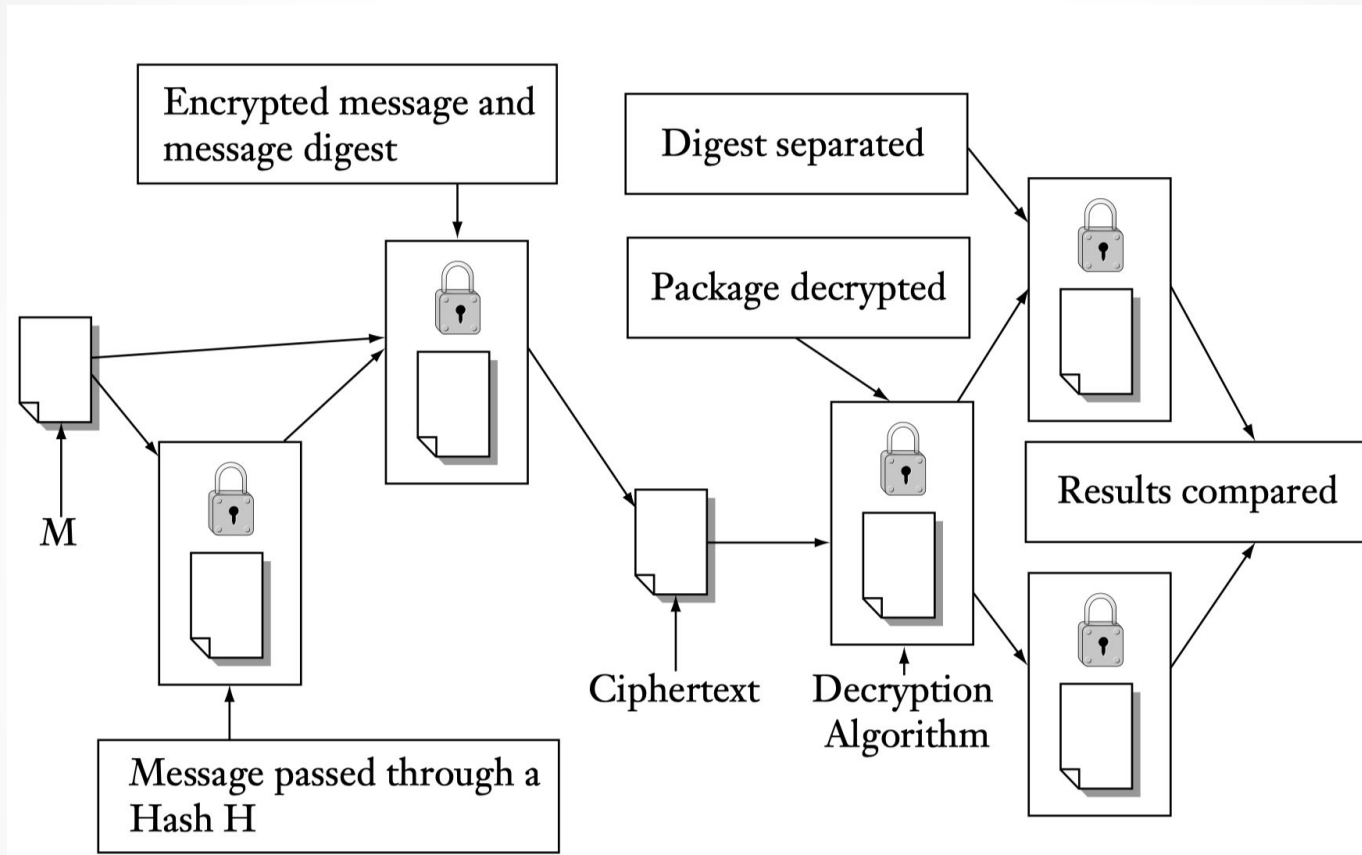 Encrypted message and
message digest
Digest separated
Package decrypted
M
Results compared
Ciphertext
Decryption
Algorithm
Message passed through a
Hash H